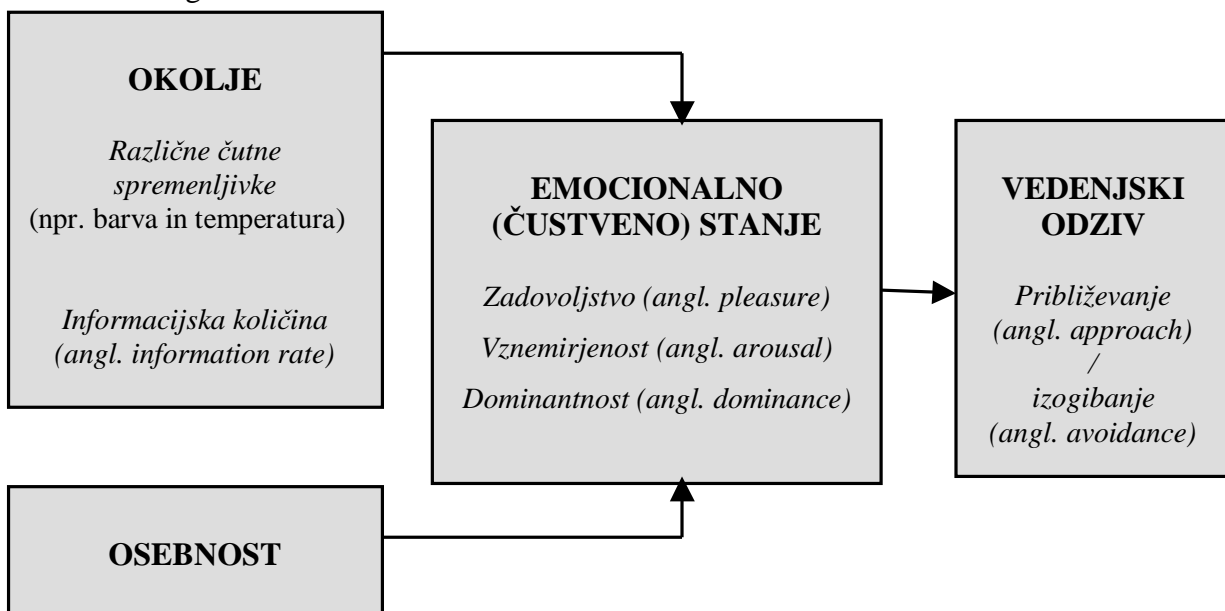 OKOLJE
Različne čutne
spremenljivke
(npr. barva in temperatura)
Informacijska količina
(angl. information rate)
EMOCIONALNO
(ČUSTVENO) STANJE
Zadovoljstvo (angl. pleasure)
Vznemirjenost (angl. arousal)
Dominantnost (angl. dominance)
VEDENJSKI
ODZIV
Približevanje
(angl. approach)
/
izogibanje
(angl. avoidance)
OSEBNOST